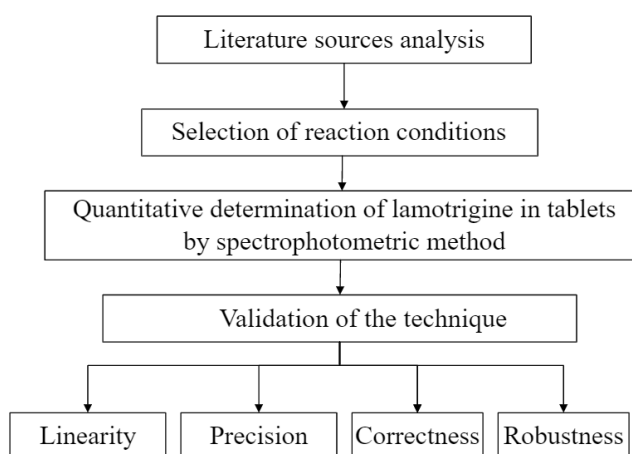 Literature sources analysis
Selection of reaction conditions
Quantitative determination of lamotrigine in tablets
by spectrophotometric method
Validation of the technique
Linearity
Precision
Correctness
Robustness